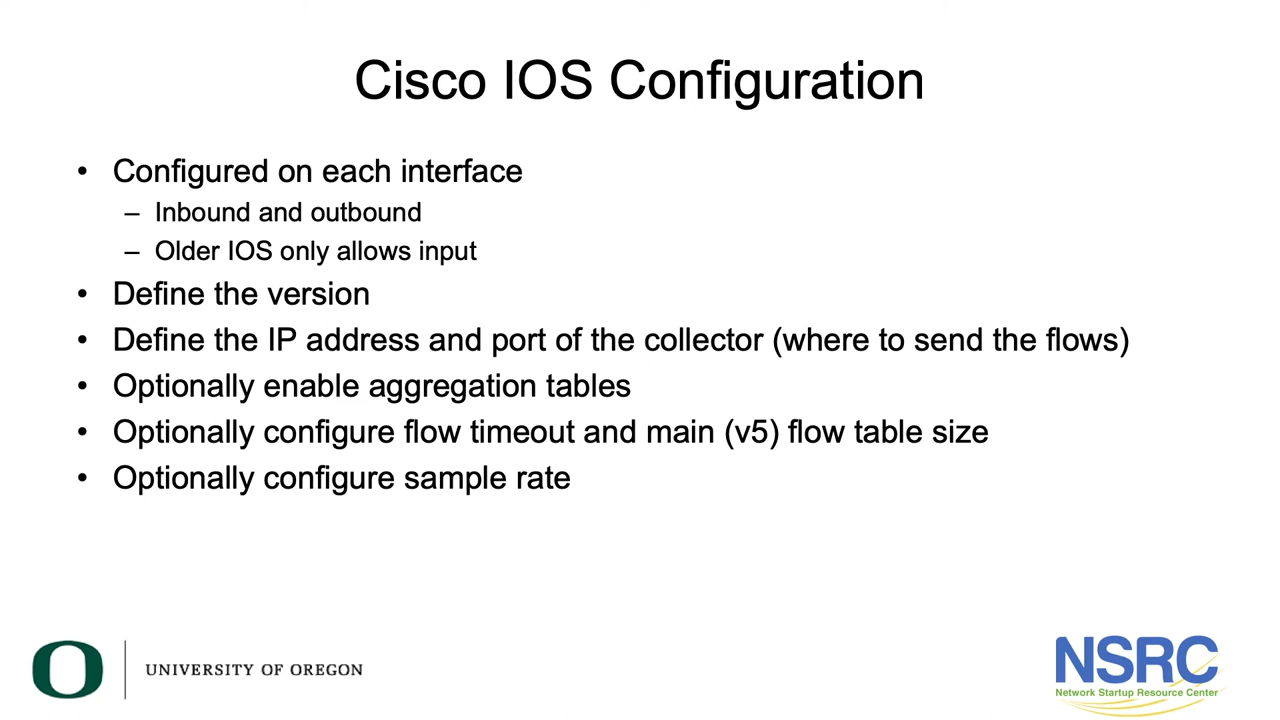 Cisco IOS Configuration
• Configured on each interface
– Inbound and outbound
– Older IOS only allows input
• Define the version
• Define the IP address and port of the collector (where to send the flows)
• Optionally enable aggregation tables
• Optionally configure flow timeout and main (v5) flow table size
• Optionally configure sample rate
O
UNIVERSITY OF OREGON
NSRC
Network Startup Resource Center